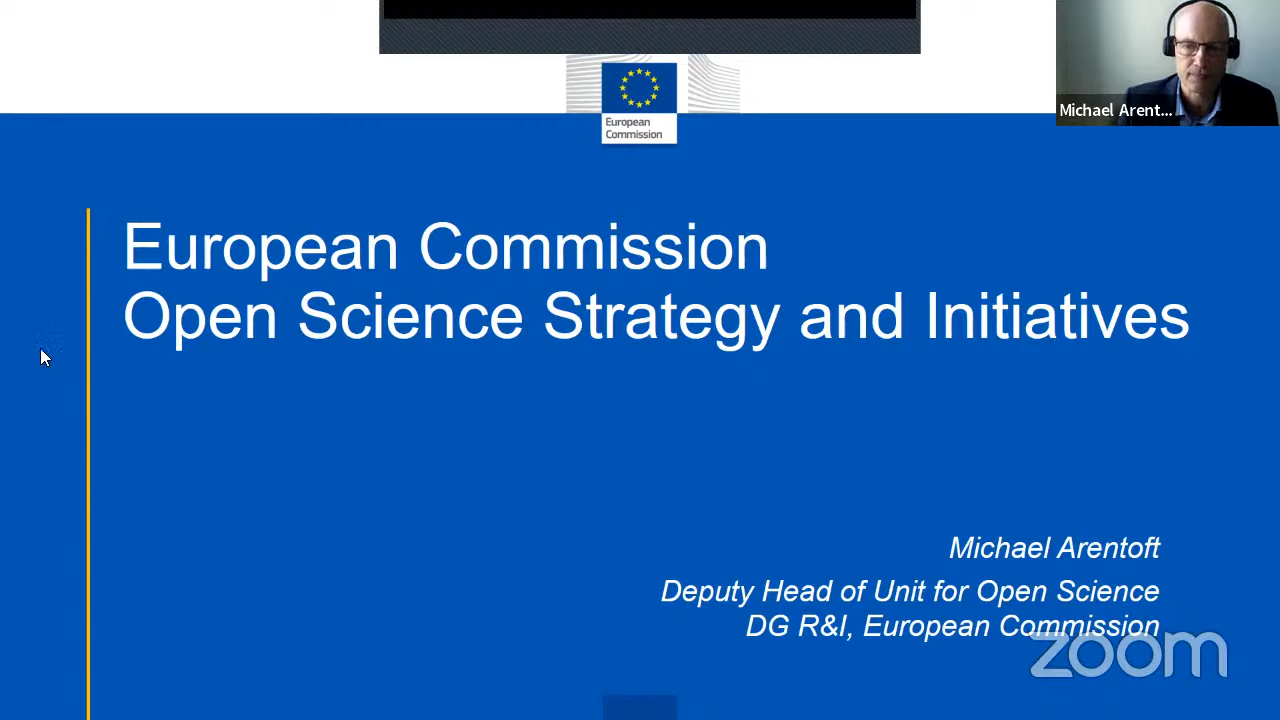 Michael Arent...
European
Commission
European Commission
Open Science Strategy and Initiatives
Michael Arentoft
Deputy Head of Unit for Open Science
DG R&I, European Commission
zoom